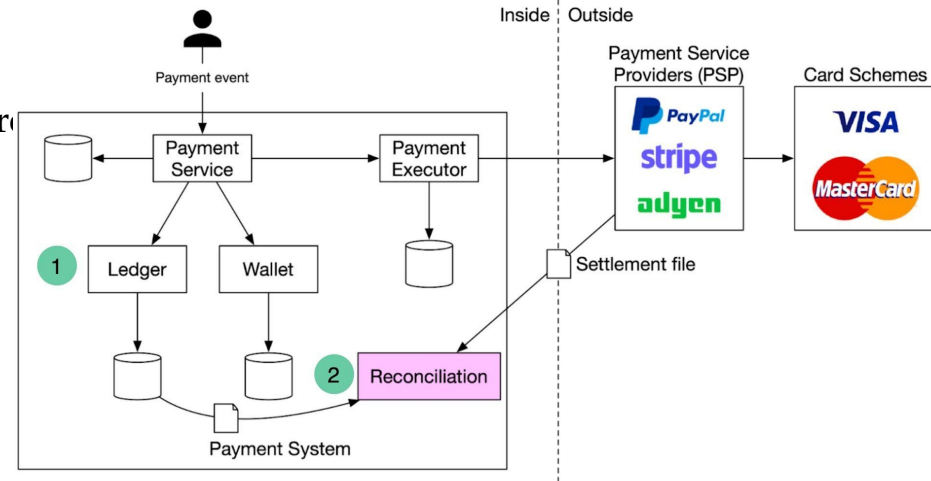 Inside
Outside
Payment Service
Providers (PSP)
Card Schemes
Payment event
PayPal
stripe
adyen
VISA
MasterCard
Payment
Service
Payment
Executor
1
Ledger
Wallet
Settlement file
2
Reconciliation
Payment System